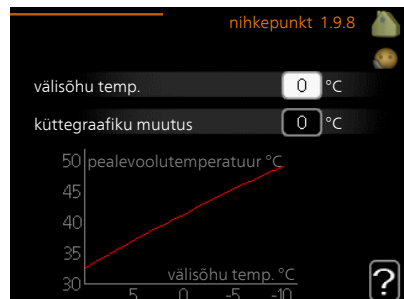 nihkepunkt 1.9.8
välisõhu temp. 0 °C
küttegraafiku muutus 0 °C
50 pealevoolutemperatuur °C
45
40
35
30 välisõhu temp. °C
5 0 -5 -10
?